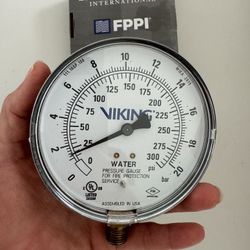 INTERNATIONAL
FPPI
0
2
4
6
8
10
12
14
16
18
20
0
25
50
75
100
125
150
175
200
225
250
275
300
psi
bar
VIKING
WATER
PRESSURE GAUGE
FOR FIRE PROTECTION
SERVICE
UL
ASSEMBLED IN USA